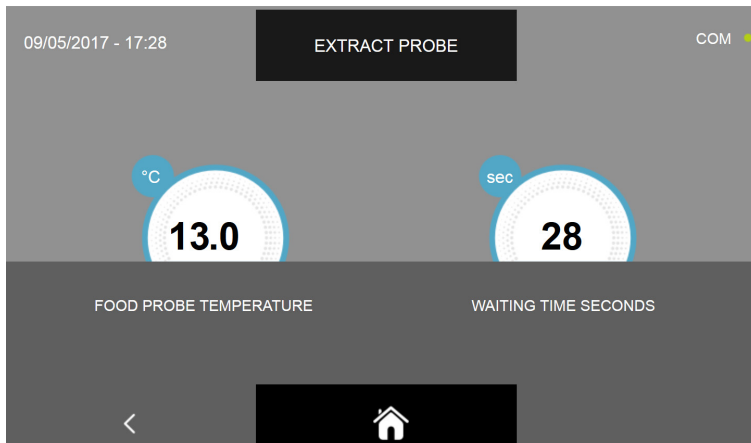 09/05/2017 - 17:28
EXTRACT PROBE
COM
°C
sec
13.0
28
FOOD PROBE TEMPERATURE
WAITING TIME SECONDS